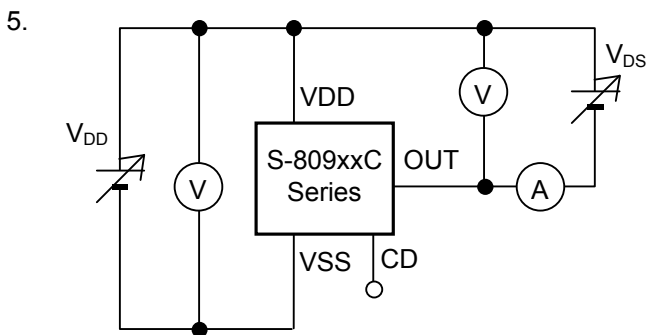 5.
V_DS
VDD
V
V_DD
S-809xxC
Series
OUT
V
A
VSS
CD